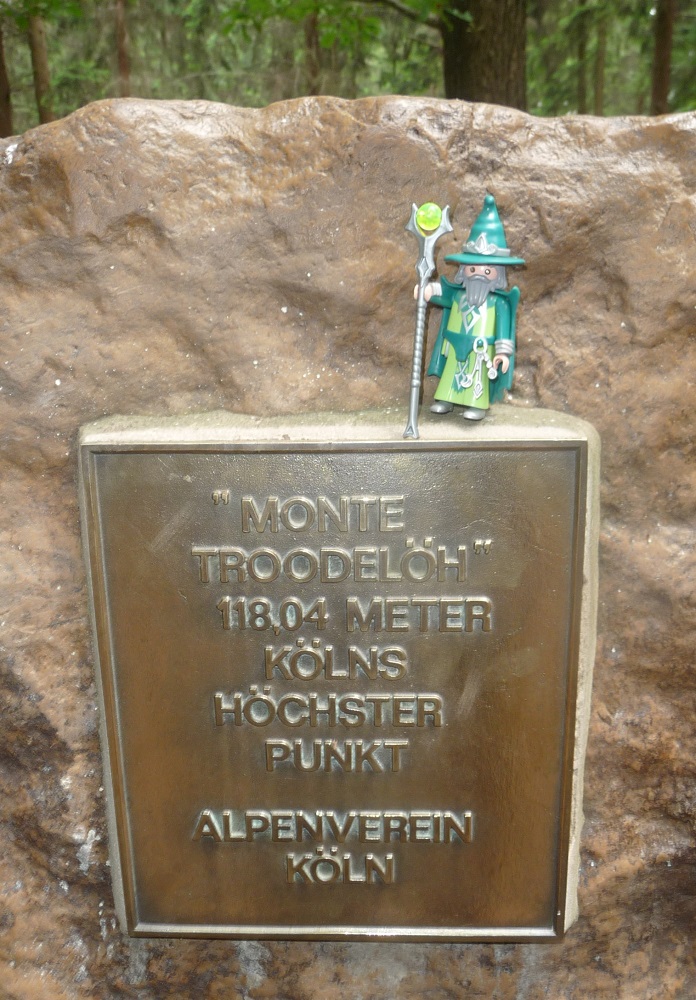 "MONTE
TROODELÖH"
118,04 METER
KÖLNS
HÖCHSTER
PUNKT
ALPENVEREIN
KÖLN